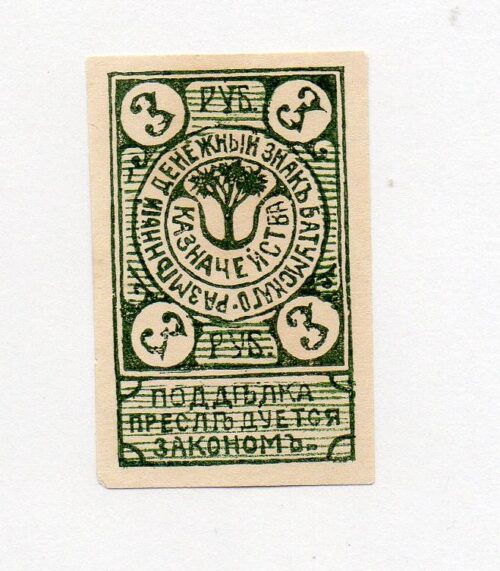 3 РУБ. 3
РАЗМѢННЫЙ ДЕНЕЖНЫЙ ЗНАКЪ БАТУМСКАГО
КАЗНАЧЕЙСТВА
3 РУБ. 3
ПОДДѢЛКА
ПРЕСЛѢДУЕТСЯ
ЗАКОНОМЪ.